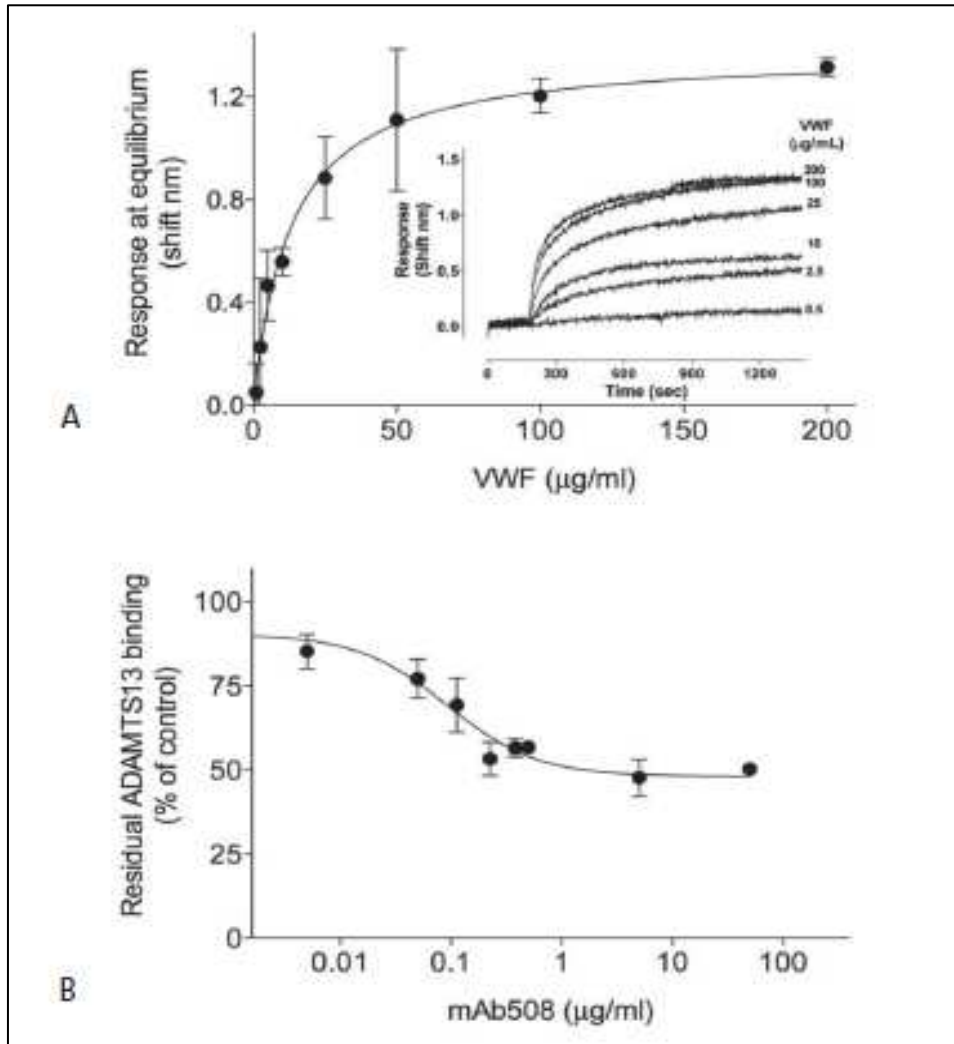 1.2
0.8
0.4
0.0
Response at equilibrium
(shift nm)
0
50
100
150
200
VWF (μg/ml)
A
1.5
1.0
0.5
0.0
Response
(Shift nm)
0
300
600
900
1200
Time (sec)
VWF
(μg/mL)
200
100
25
10
2.5
0.5
100
75
50
25
0
Residual ADAMTS13 binding
(% of control)
0.01
0.1
1
10
100
mAb508 (μg/ml)
B